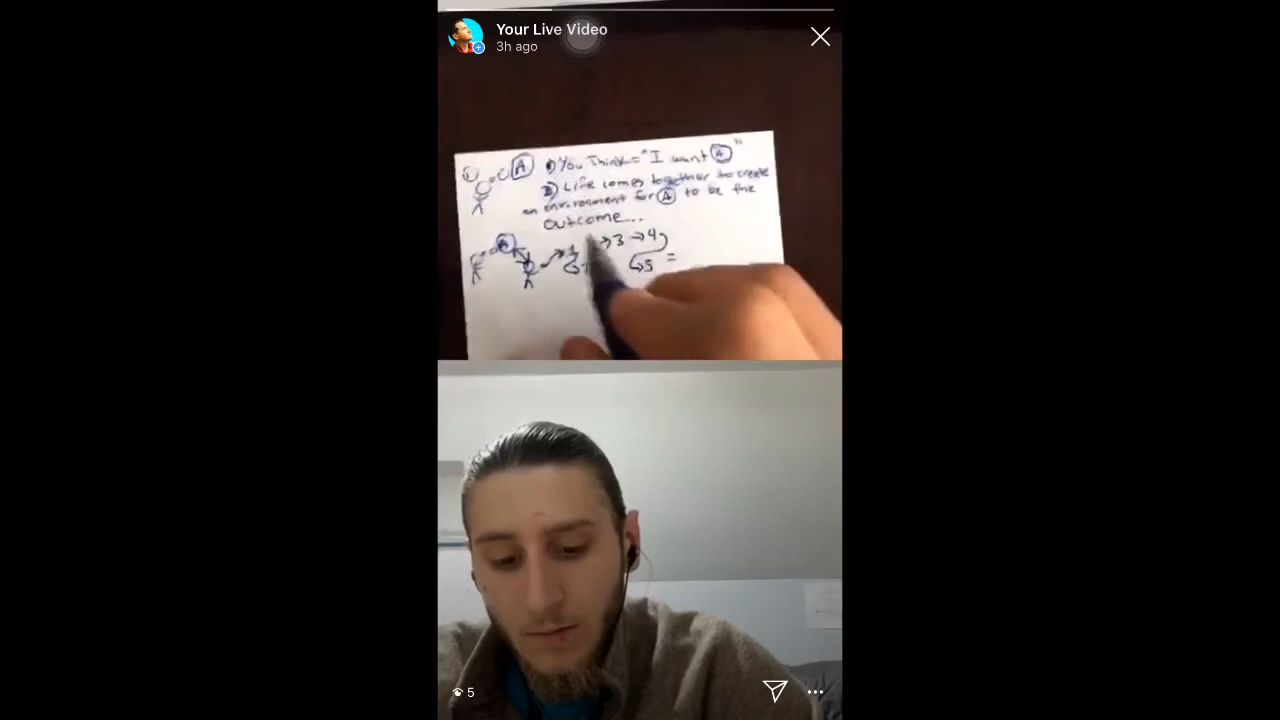 Your Live Video
3h ago
A 1) You Think = "I want A"
2) Life comes together to create
an environment for A to be the
outcome...
A 1 3 4
5 =
5